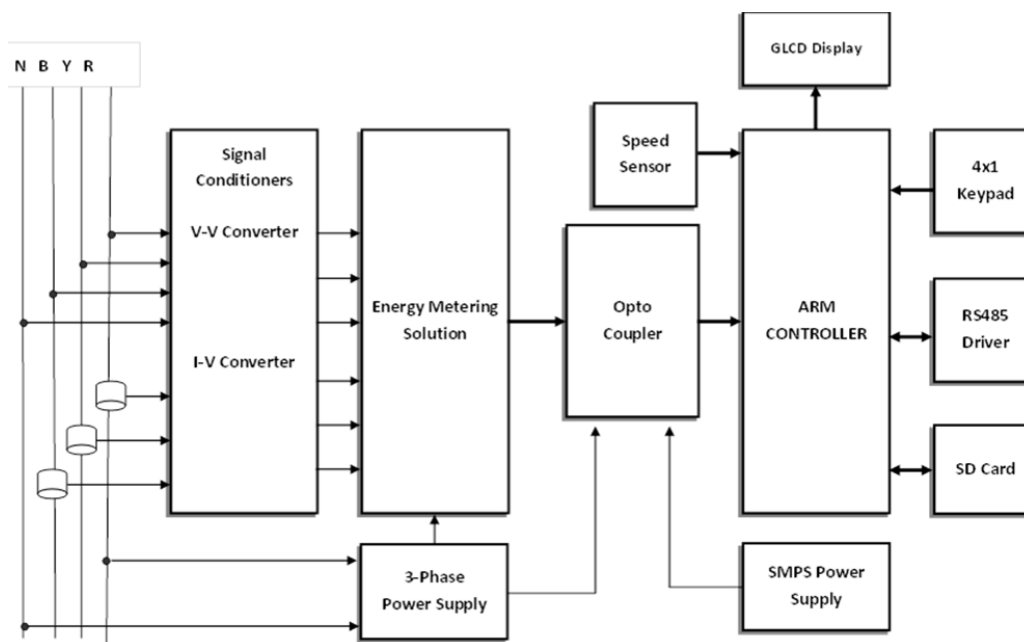 N B Y R
Signal
Conditioners
V-V Converter
I-V Converter
Energy Metering
Solution
3-Phase
Power Supply
Speed
Sensor
Opto
Coupler
GLCD Display
ARM
CONTROLLER
SMPS Power
Supply
4x1
Keypad
RS485
Driver
SD Card